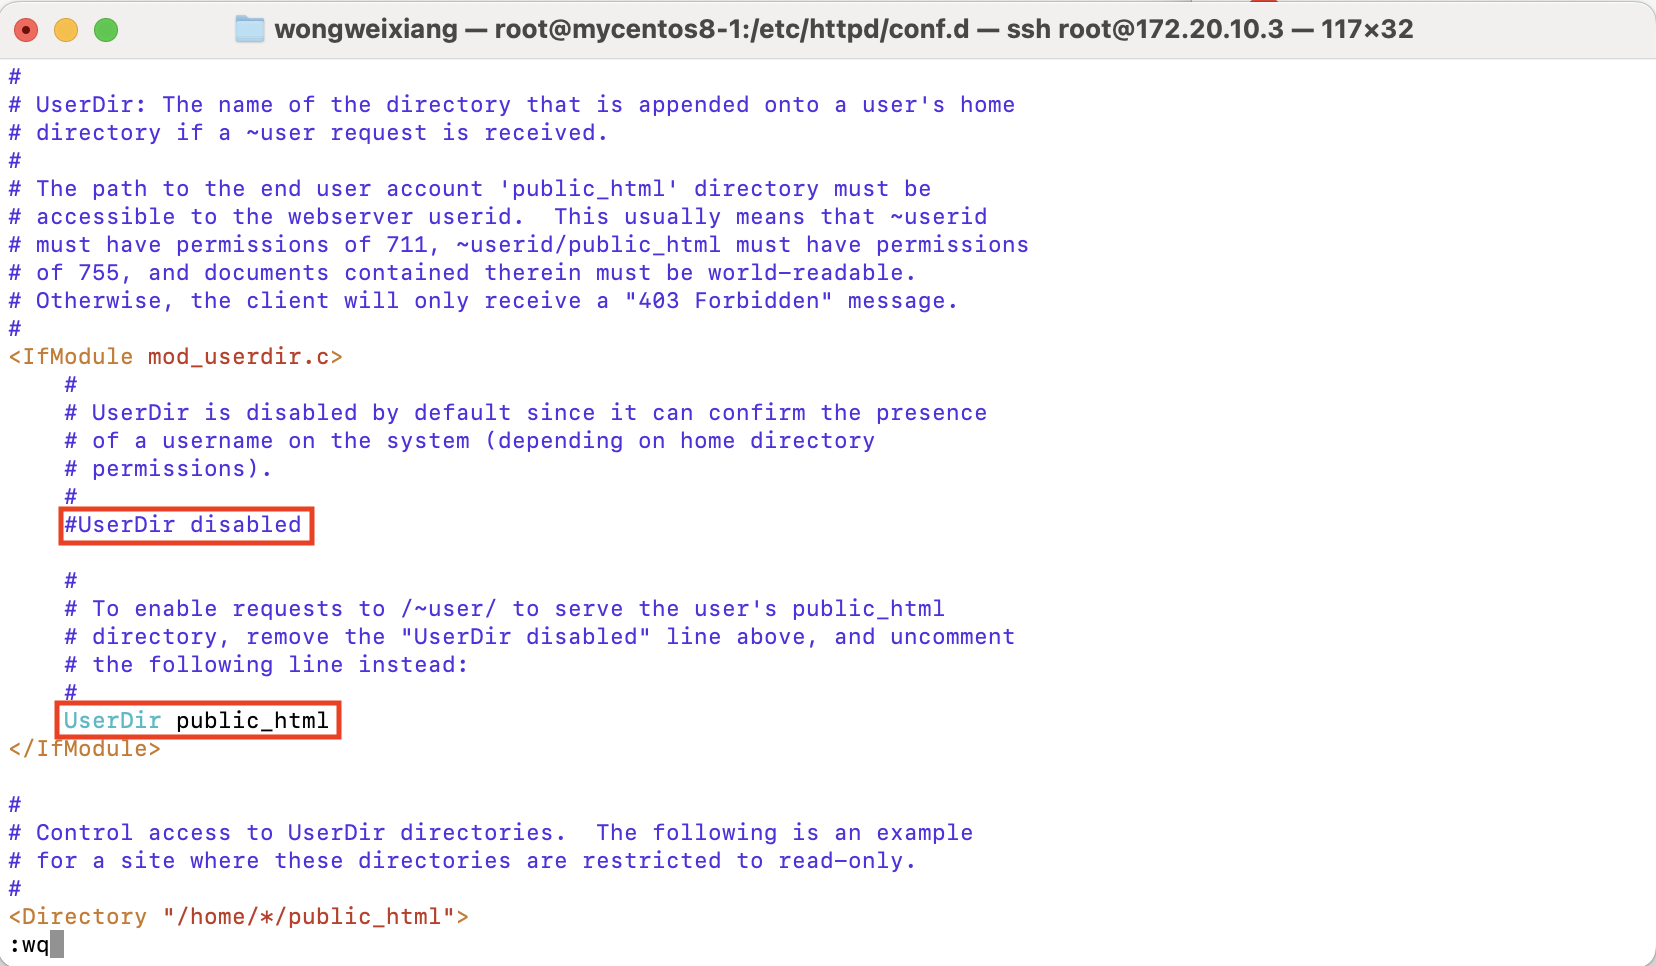 wongweixiang — root@mycentos8-1:/etc/httpd/conf.d — ssh root@172.20.10.3 — 117×32
#
# UserDir: The name of the directory that is appended onto a user's home
# directory if a ~user request is received.
#
# The path to the end user account 'public_html' directory must be
# accessible to the webserver userid.  This usually means that ~userid
# must have permissions of 711, ~userid/public_html must have permissions
# of 755, and documents contained therein must be world-readable.
# Otherwise, the client will only receive a "403 Forbidden" message.
#
<IfModule mod_userdir.c>
    #
    # UserDir is disabled by default since it can confirm the presence
    # of a username on the system (depending on home directory
    # permissions).
    #
    #UserDir disabled

    #
    # To enable requests to /~user/ to serve the user's public_html
    # directory, remove the "UserDir disabled" line above, and uncomment
    # the following line instead:
    #
    UserDir public_html
</IfModule>

#
# Control access to UserDir directories.  The following is an example
# for a site where these directories are restricted to read-only.
#
<Directory "/home/*/public_html">
:wq